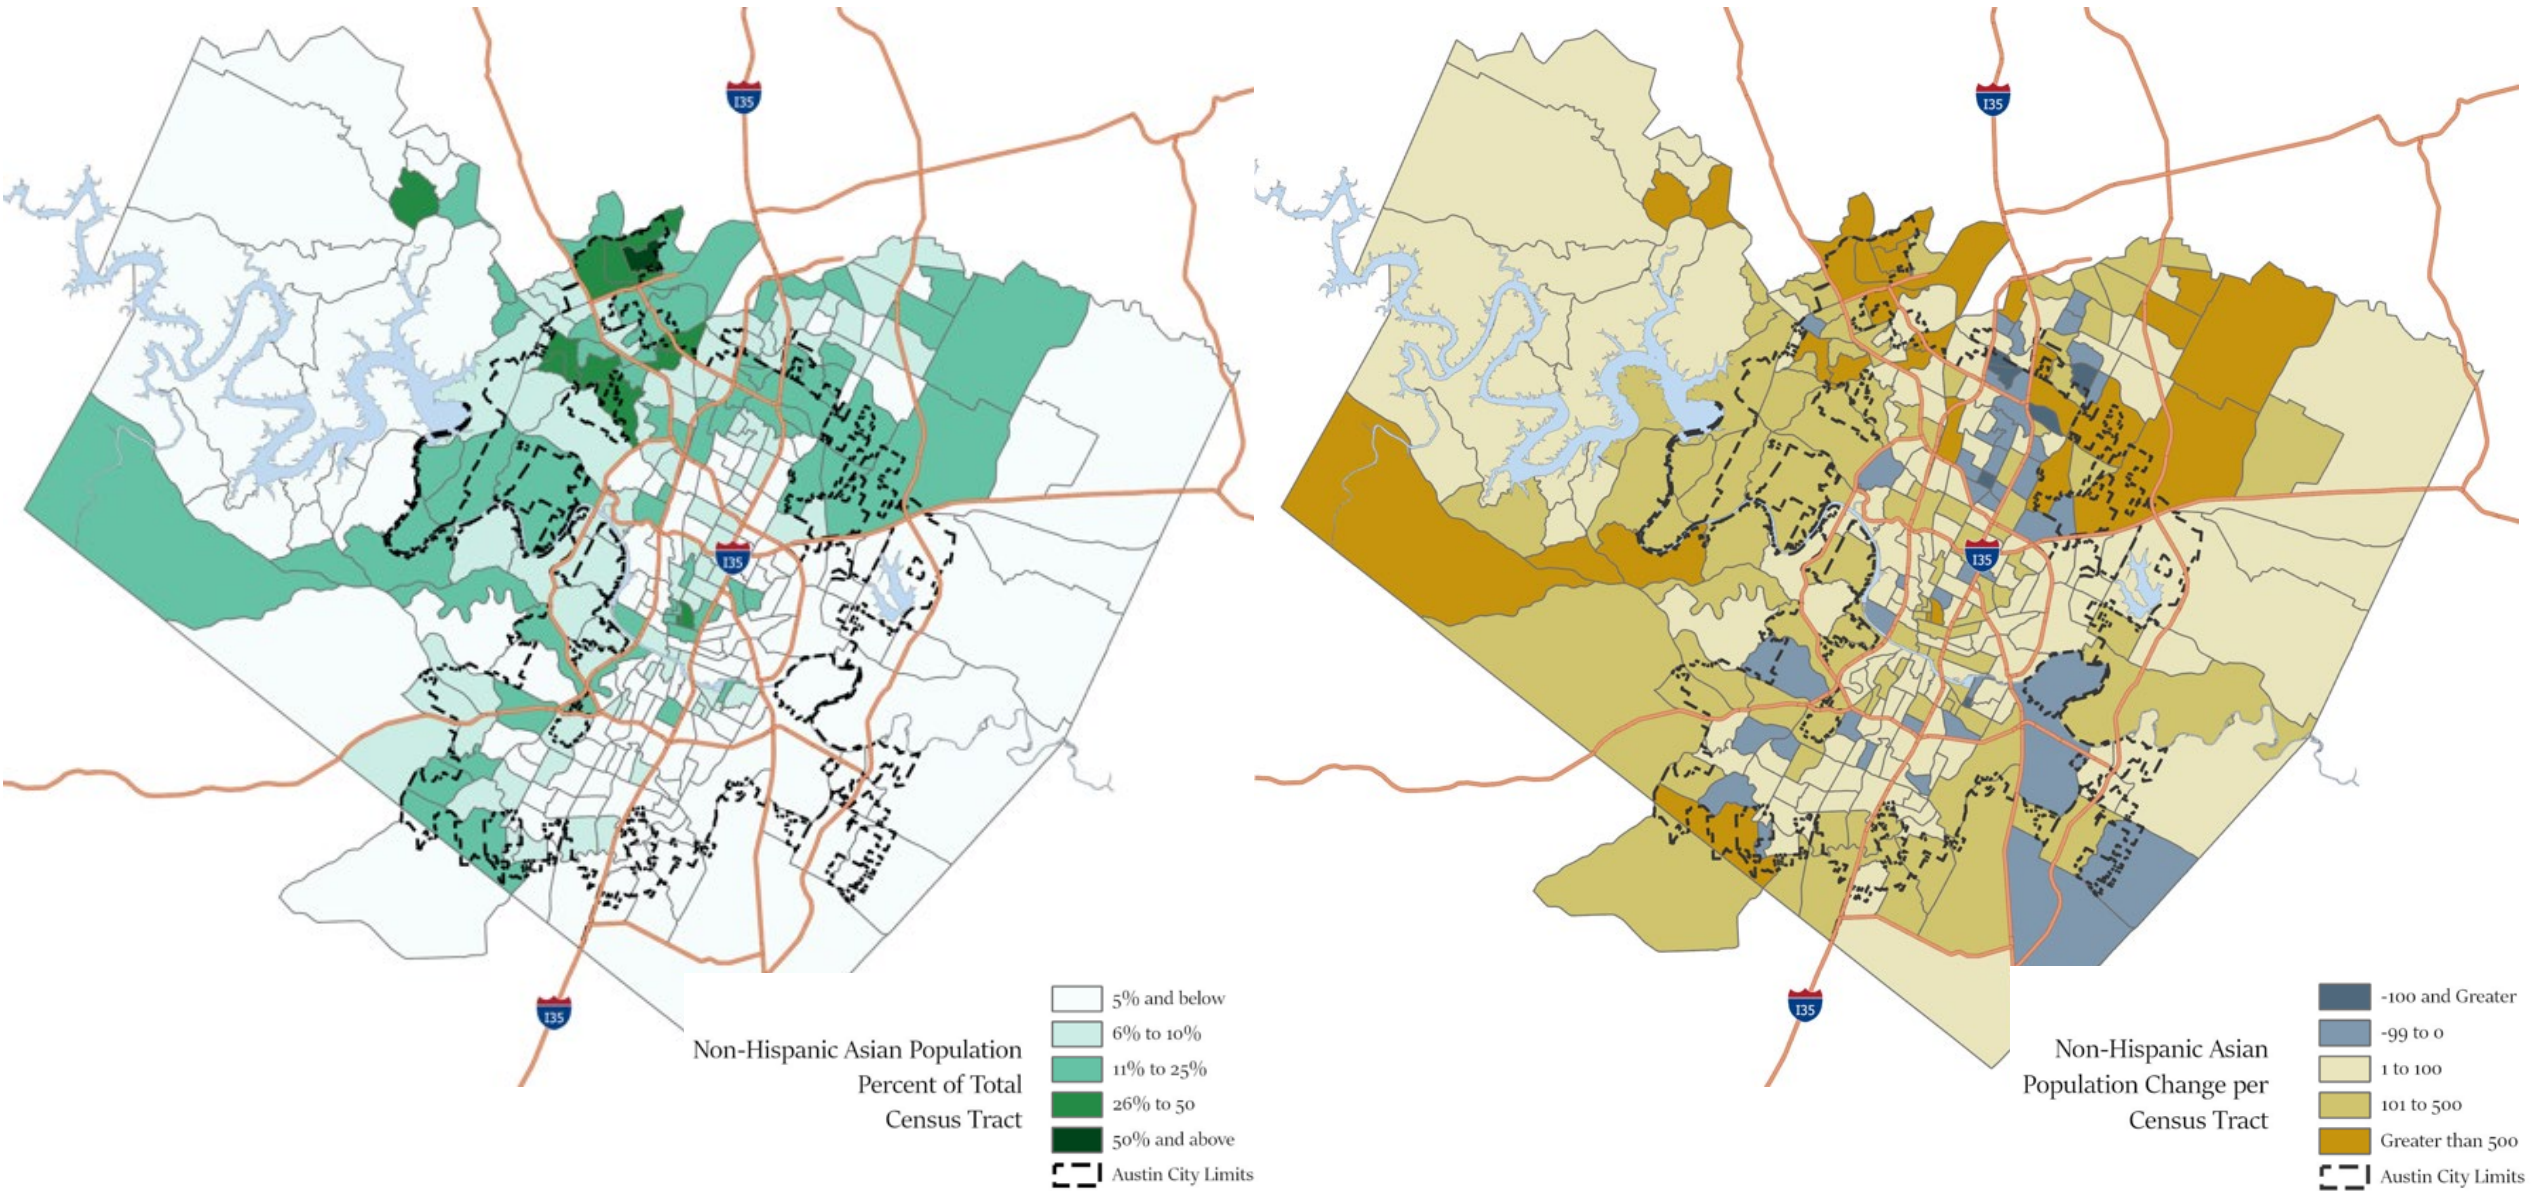 I35
I35
I35
Non-Hispanic Asian Population
Percent of Total
Census Tract
5% and below
6% to 10%
11% to 25%
26% to 50
50% and above
Austin City Limits
I35
I35
I35
Non-Hispanic Asian
Population Change per
Census Tract
-100 and Greater
-99 to 0
1 to 100
101 to 500
Greater than 500
Austin City Limits